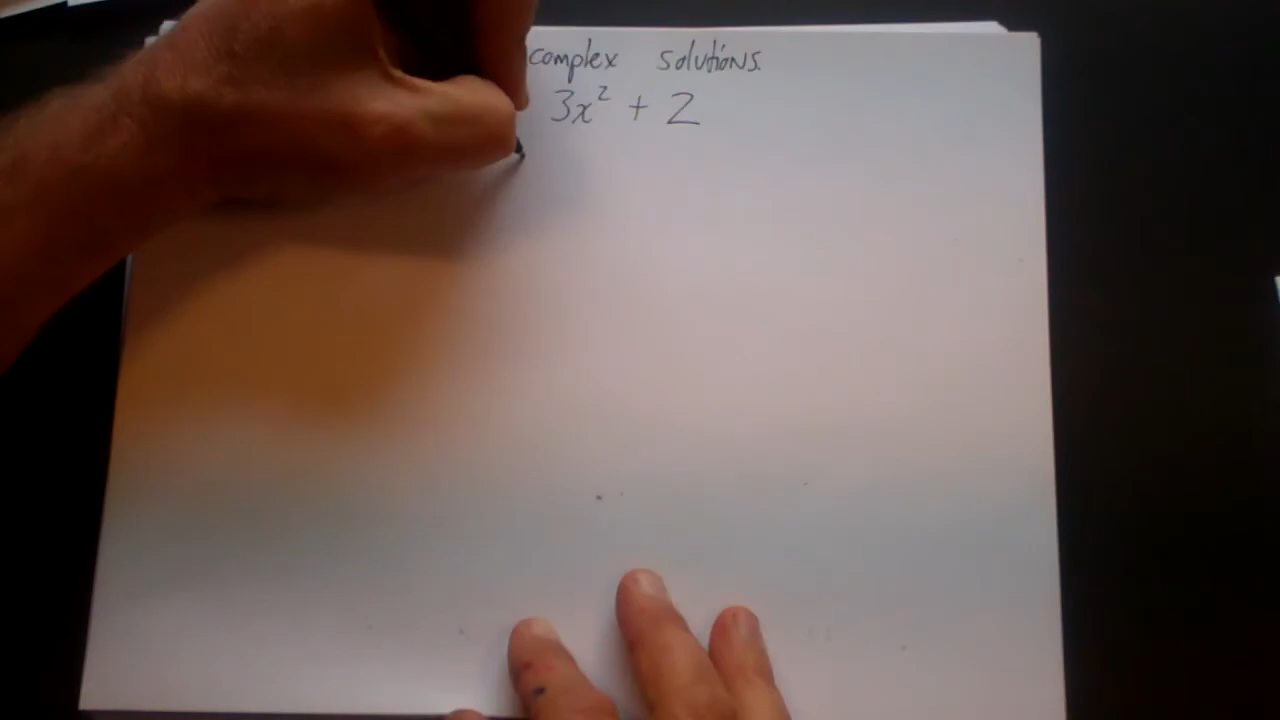 complex solutions.
3x² + 2